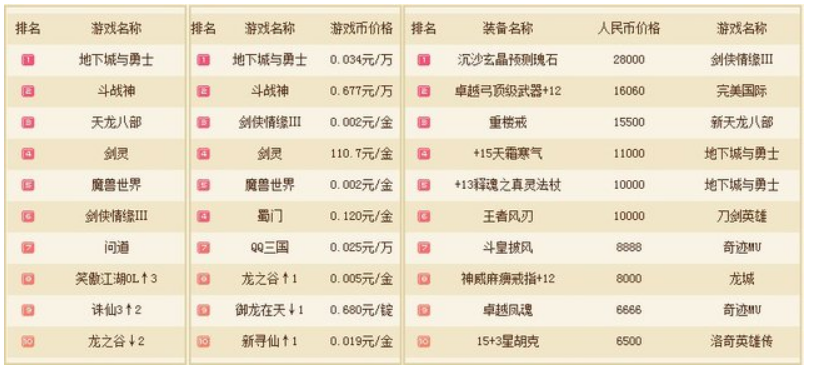 排名 游戏名称
1 地下城与勇士
2 斗战神
3 天龙八部
4 剑灵
5 魔兽世界
6 剑侠情缘III
7 问道
8 笑傲江湖OL↑3
9 诛仙3↑2
10 龙之谷↓2
排名 游戏名称 游戏币价格
1 地下城与勇士 0.034元/万
2 斗战神 0.677元/万
3 剑侠情缘III 0.002元/金
4 剑灵 110.7元/金
5 魔兽世界 0.002元/金
4 蜀门 0.120元/金
7 QQ三国 0.025元/万
8 龙之谷↑1 0.005元/金
9 御龙在天↓1 0.680元/锭
10 新寻仙↑1 0.019元/金
排名 装备名称 人民币价格 游戏名称
1 沉沙玄晶预测瑰石 28000 剑侠情缘III
2 卓越弓顶级武器+12 16060 完美国际
3 重楼戒 15500 新天龙八部
4 +15天霜寒气 11000 地下城与勇士
5 +13释魂之真灵法杖 10000 地下城与勇士
6 王者风刃 10000 刀剑英雄
7 斗皇披风 8888 奇迹MU
8 神威麻痹戒指+12 8000 龙城
9 卓越凤魂 6666 奇迹MU
10 15+3星胡克 6500 洛奇英雄传